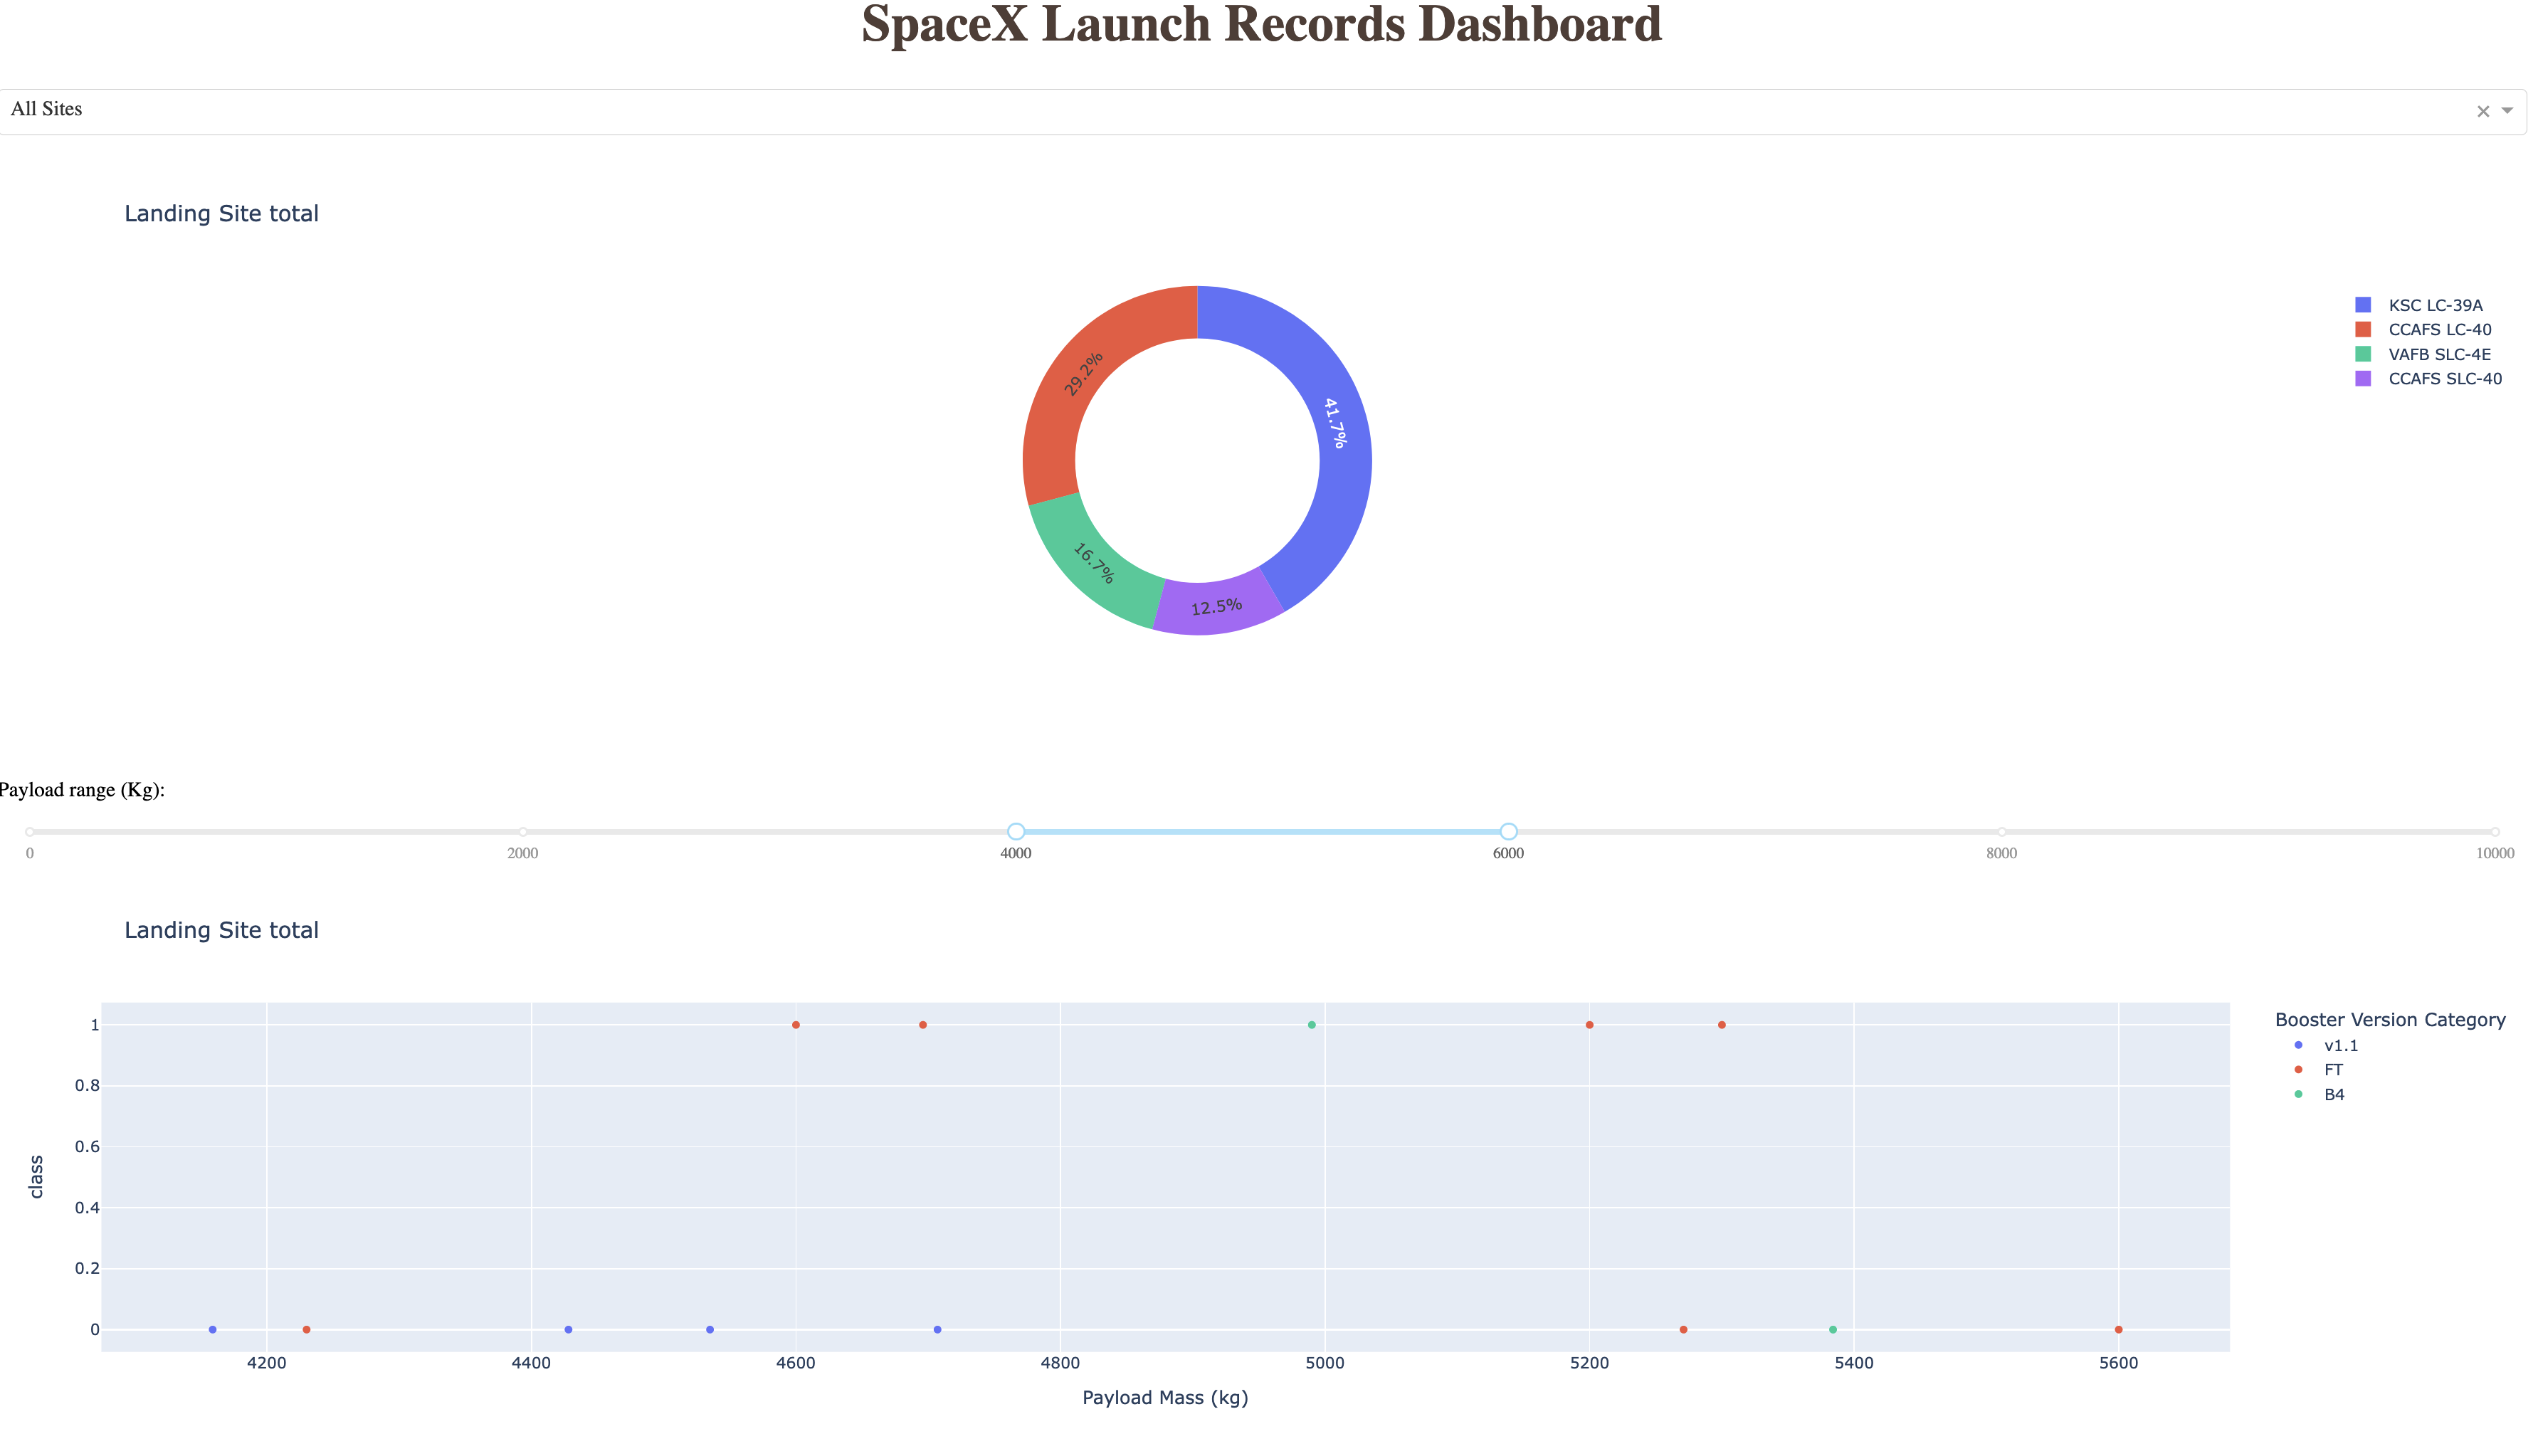 SpaceX Launch Records Dashboard
All Sites
Landing Site total
KSC LC-39A
CCAFS LC-40
VAFB SLC-4E
CCAFS SLC-40
29.2%
41.7%
16.7%
12.5%
Payload range (Kg):
0 2000 4000 6000 8000 10000
Landing Site total
Booster Version Category
v1.1
FT
B4
1
0.8
0.6
0.4
0.2
0
class
4200 4400 4600 4800 5000 5200 5400 5600
Payload Mass (kg)